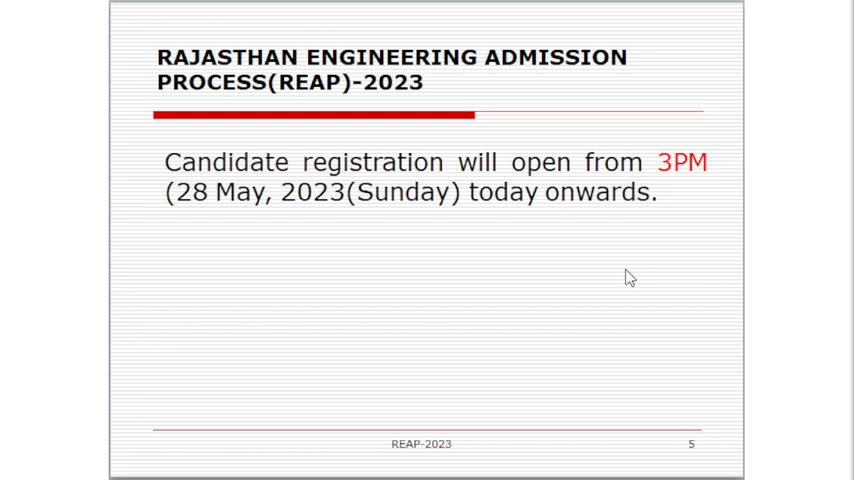 RAJASTHAN ENGINEERING ADMISSION
PROCESS(REAP)-2023
Candidate registration will open from 3PM
(28 May, 2023(Sunday) today onwards.
REAP-2023
5